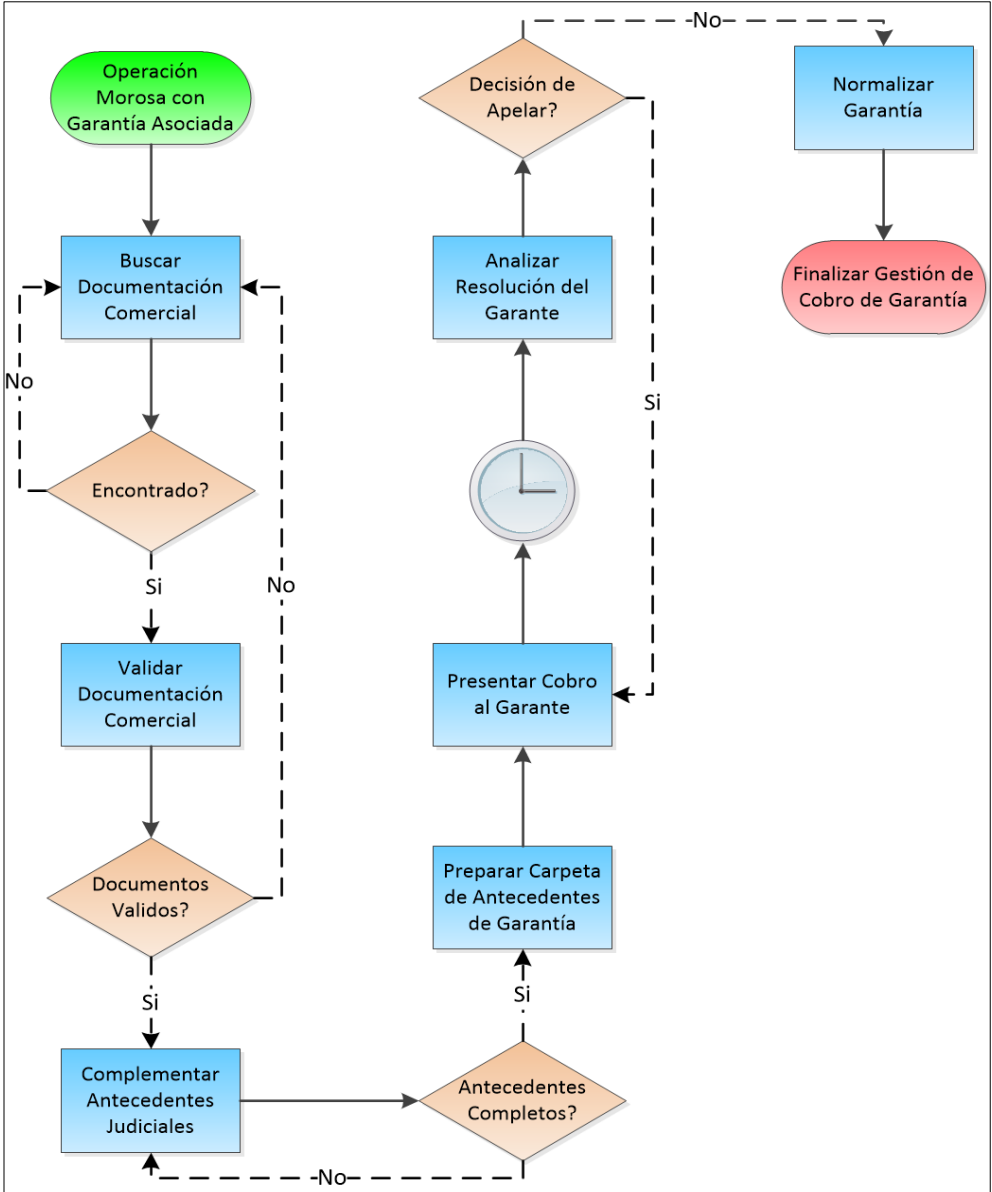 Operación
Morosa con
Garantía Asociada
Buscar
Documentación
Comercial
No
Encontrado?
Si
No
Validar
Documentación
Comercial
Documentos
Validos?
Si
Complementar
Antecedentes
Judiciales
No
Antecedentes
Completos?
Si
Preparar Carpeta
de Antecedentes
de Garantía
Presentar Cobro
al Garante
Analizar
Resolución del
Garante
Decisión de
Apelar?
Si
No
Normalizar
Garantía
Finalizar Gestión de
Cobro de Garantía